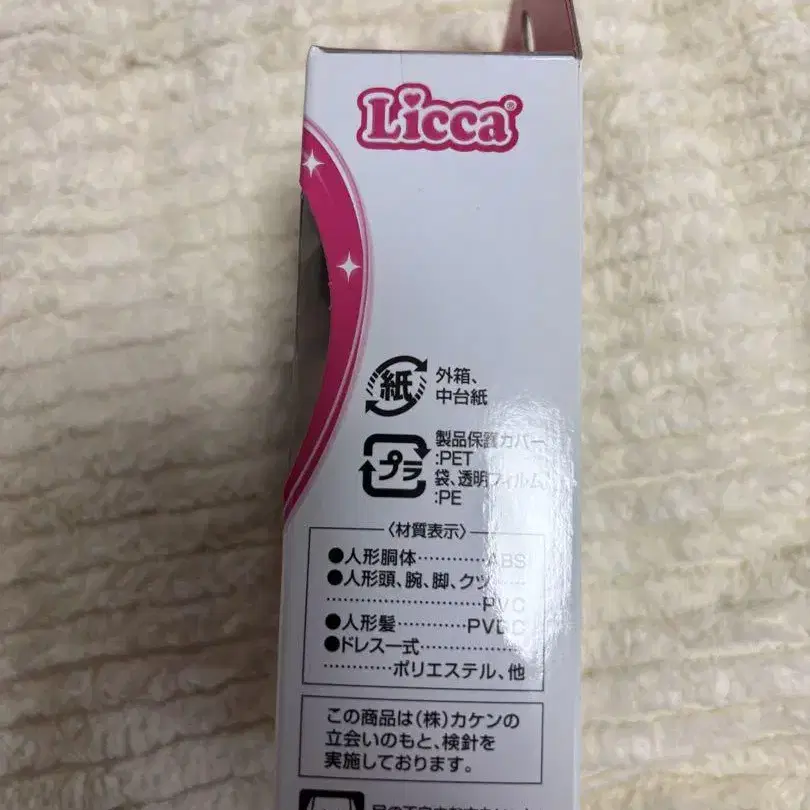 Licca®
紙
外箱、
中台紙
プラ
製品保護カバー
:PET
袋、透明フィルム
:PE
〈材質表示〉
●人形胴体…………ABS
●人形頭、腕、脚、クツ……
…………………………PVC
●人形髪…………PVDC
●ドレス一式………………
…………ポリエステル、他
この商品は(株)カケンの
立会いのもと、検針を
実施しております。